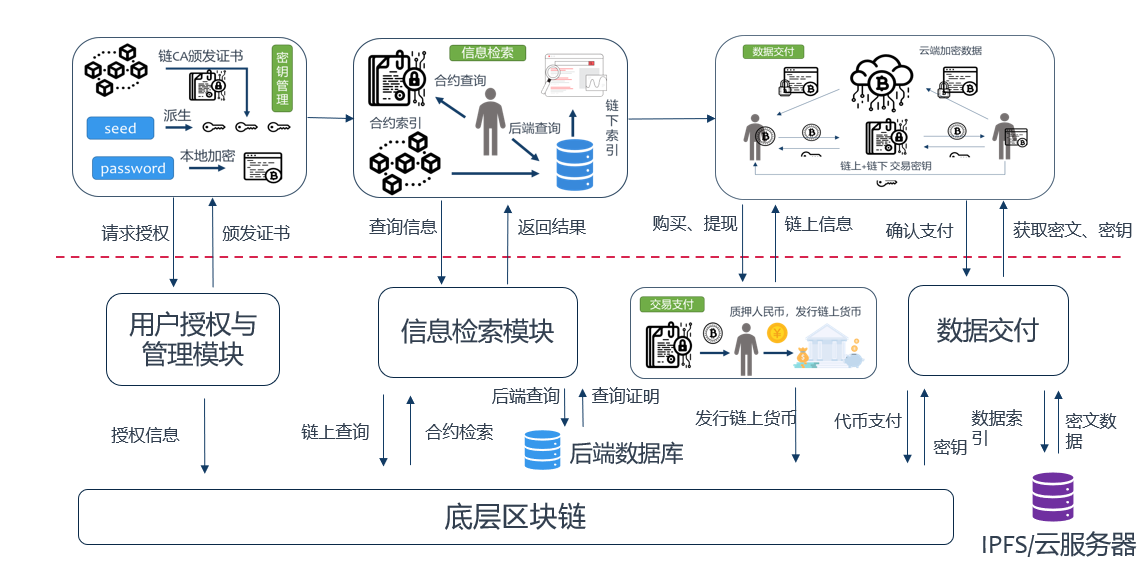 链CA颁发证书
密
钥
管
理
seed
派生
password
本地加密
信息检索
合约查询
合约索引
后端查询
链
下
索
引
数据交付
云端加密数据
链上+链下 交易密钥
请求授权
颁发证书
查询信息
返回结果
购买、提现
链上信息
确认支付
获取密文、密钥
用户授权与
管理模块
信息检索模块
交易支付
质押人民币，发行链上货币
数据交付
授权信息
链上查询
合约检索
后端查询
查询证明
后端数据库
发行链上货币
代币支付
密钥
数据索
引
密文数
据
底层区块链
IPFS/云服务器